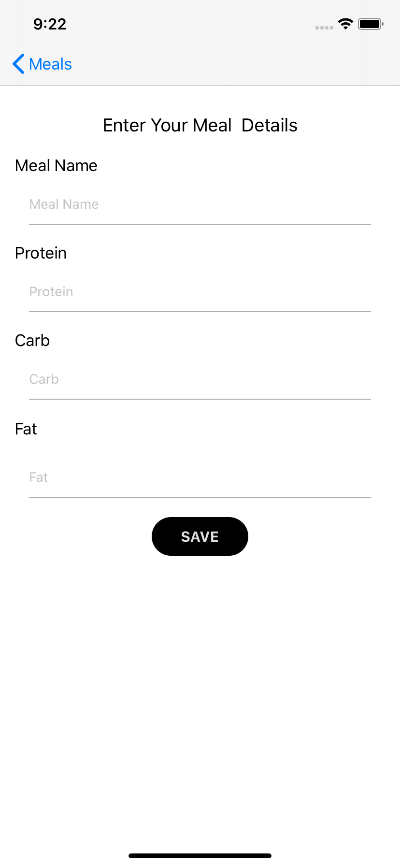 9:22
Meals
Enter Your Meal  Details
Meal Name
Meal Name
Protein
Protein
Carb
Carb
Fat
Fat
SAVE